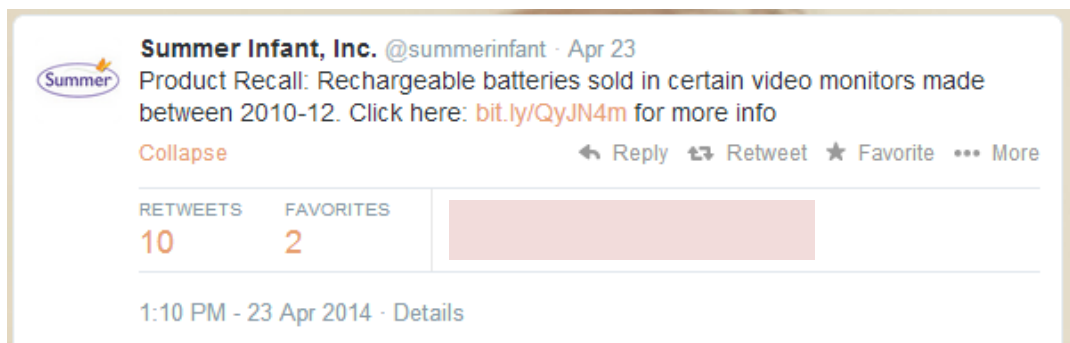 Summer
Summer Infant, Inc. @summerinfant · Apr 23
Product Recall: Rechargeable batteries sold in certain video monitors made
between 2010-12. Click here: bit.ly/QyJN4m for more info
Collapse Reply Retweet Favorite More
RETWEETS FAVORITES
10 2
1:10 PM - 23 Apr 2014 · Details